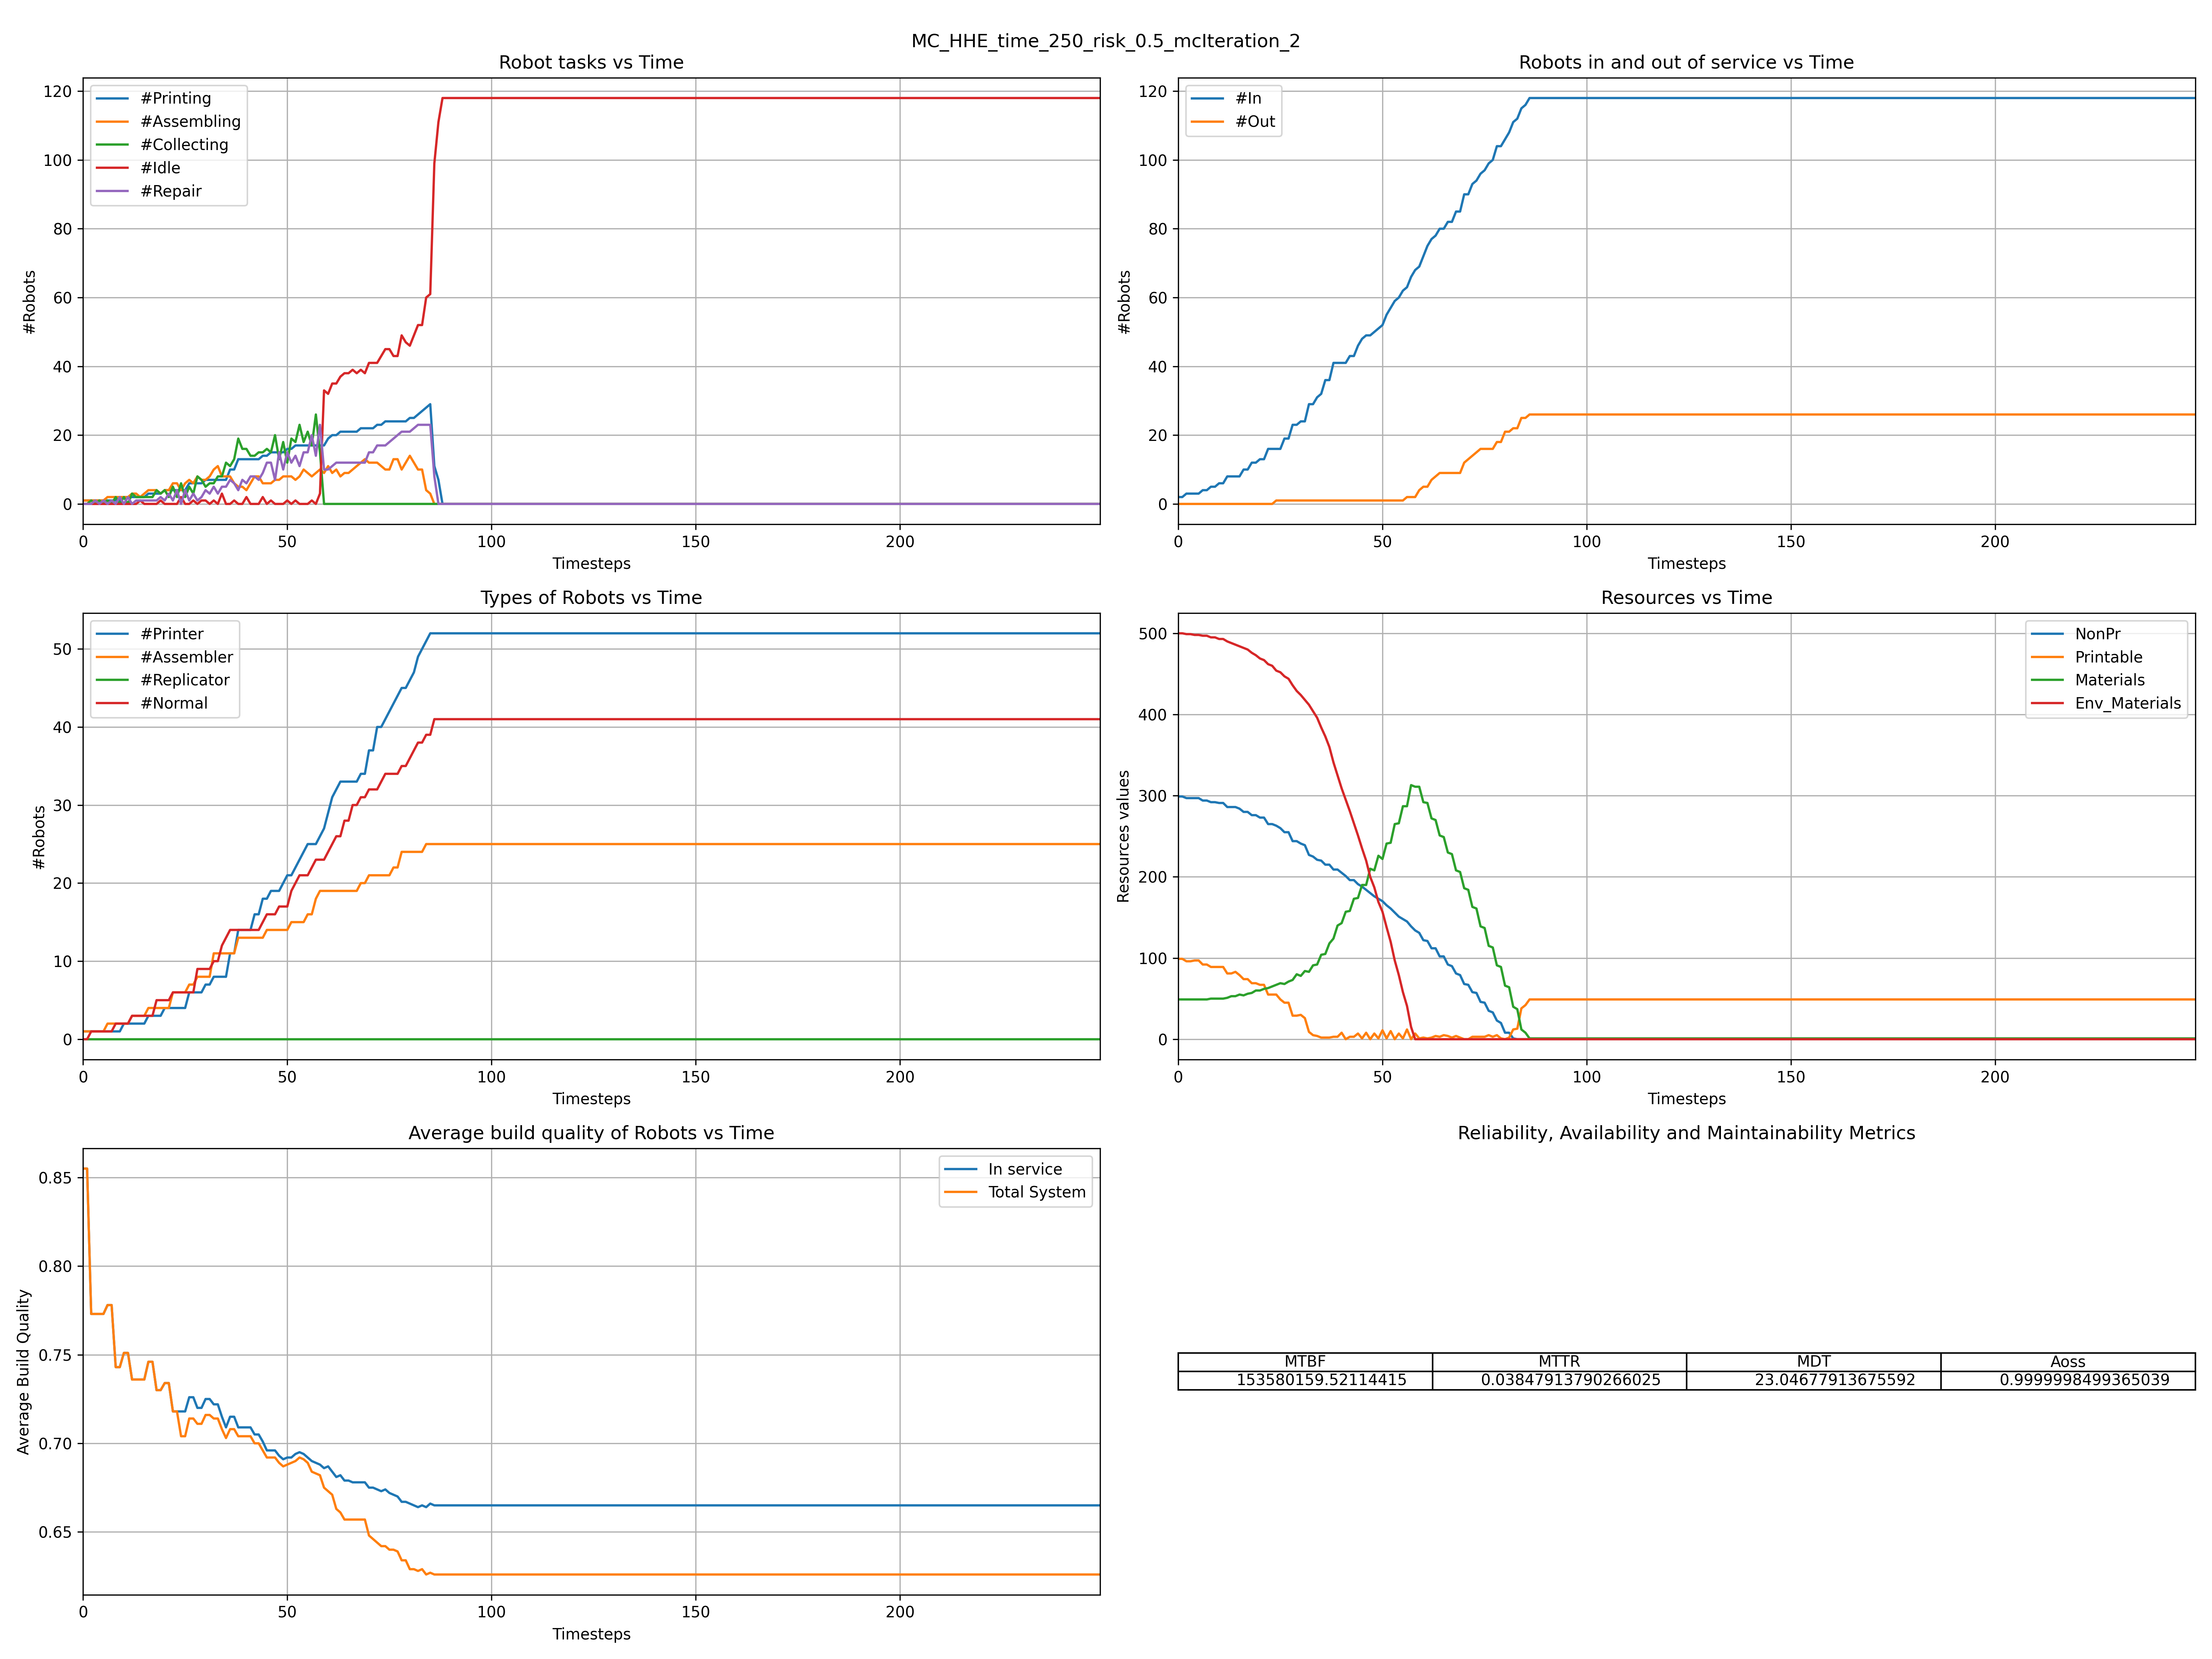 MC_HHE_time_250_risk_0.5_mcIteration_2
Robot tasks vs Time
#Robots
120
100
80
60
40
20
0
#Printing
#Assembling
#Collecting
#Idle
#Repair
0 50 100 150 200
Timesteps
Robots in and out of service vs Time
#Robots
120
100
80
60
40
20
0
#In
#Out
0 50 100 150 200
Timesteps
Types of Robots vs Time
#Robots
50
40
30
20
10
0
#Printer
#Assembler
#Replicator
#Normal
0 50 100 150 200
Timesteps
Resources vs Time
Resources values
500
400
300
200
100
0
NonPr
Printable
Materials
Env_Materials
0 50 100 150 200
Timesteps
Average build quality of Robots vs Time
Average Build Quality
0.85
0.80
0.75
0.70
0.65
In service
Total System
0 50 100 150 200
Timesteps
Reliability, Availability and Maintainability Metrics
MTBF MTTR MDT Aoss
153580159.52114415 0.03847913790266025 23.04677913675592 0.9999998499365039